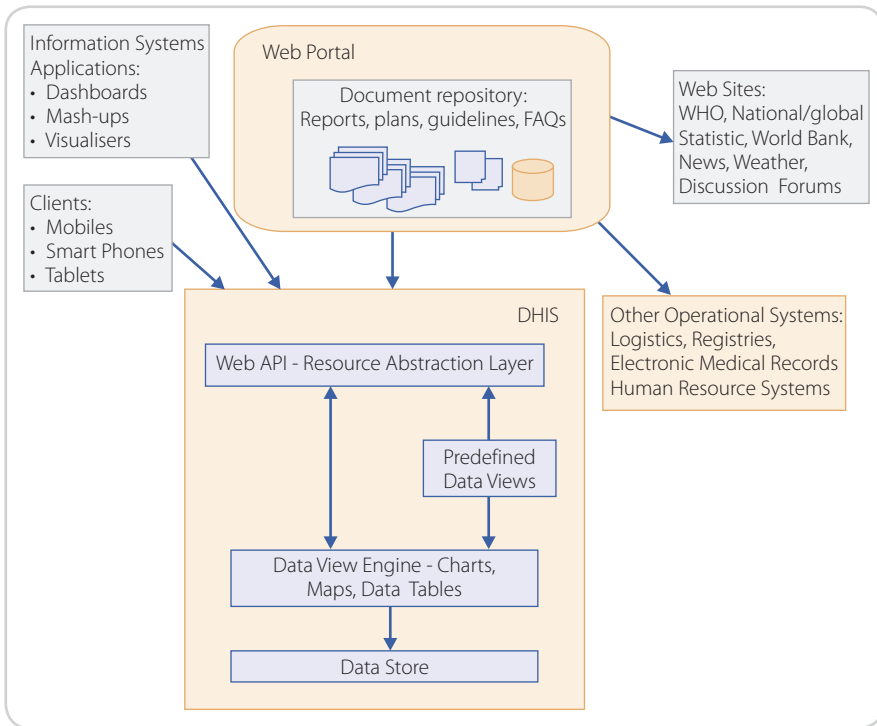 Information Systems
Applications:
• Dashboards
• Mash-ups
• Visualisers
Web Portal
Document repository:
Reports, plans, guidelines, FAQs
Web Sites:
WHO, National/global
Statistic, World Bank,
News, Weather,
Discussion Forums
Clients:
• Mobiles
• Smart Phones
• Tablets
DHIS
Other Operational Systems:
Logistics, Registries,
Electronic Medical Records
Human Resource Systems
Web API - Resource Abstraction Layer
Predefined
Data Views
Data View Engine - Charts,
Maps, Data Tables
Data Store